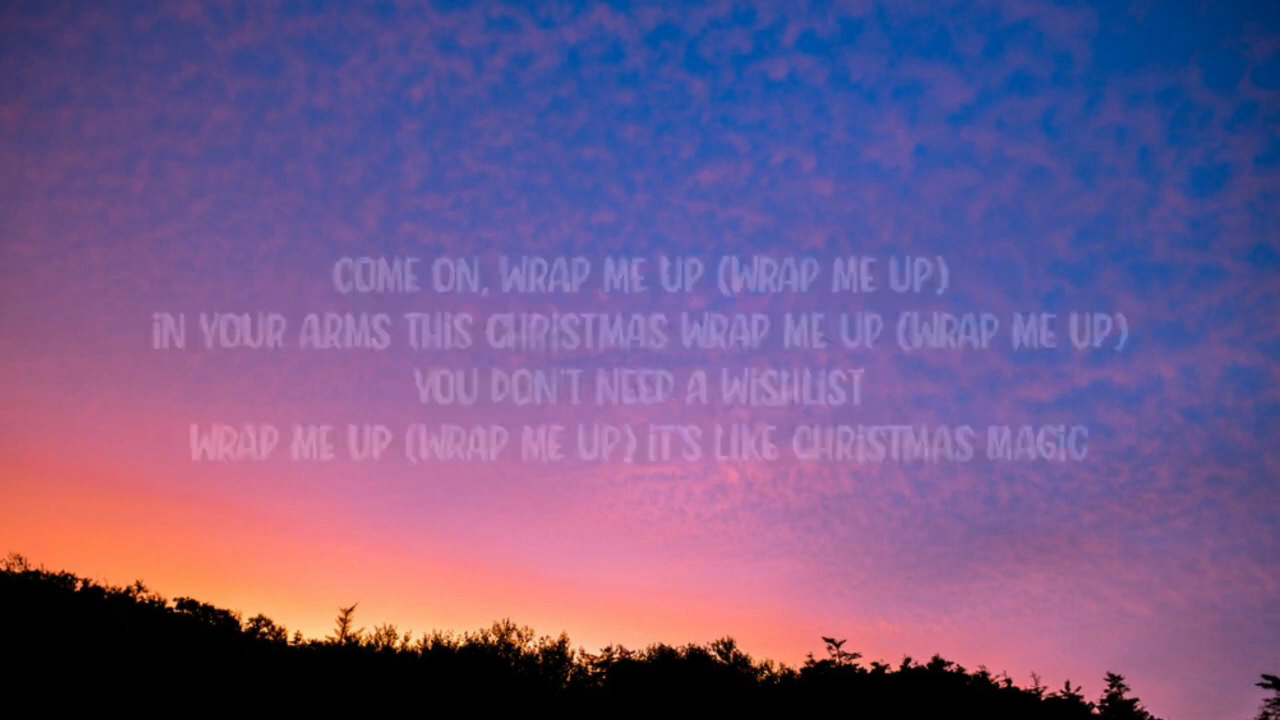 COME ON, WRAP ME UP (WRAP ME UP)
iN YOUR ARMS THiS CHRiSTMAS WRAP ME UP (WRAP ME UP)
YOU DON'T NEED A WiSHLiST
WRAP ME UP (WRAP ME UP) iT'S LiKE CHRiSTMAS MAGiC